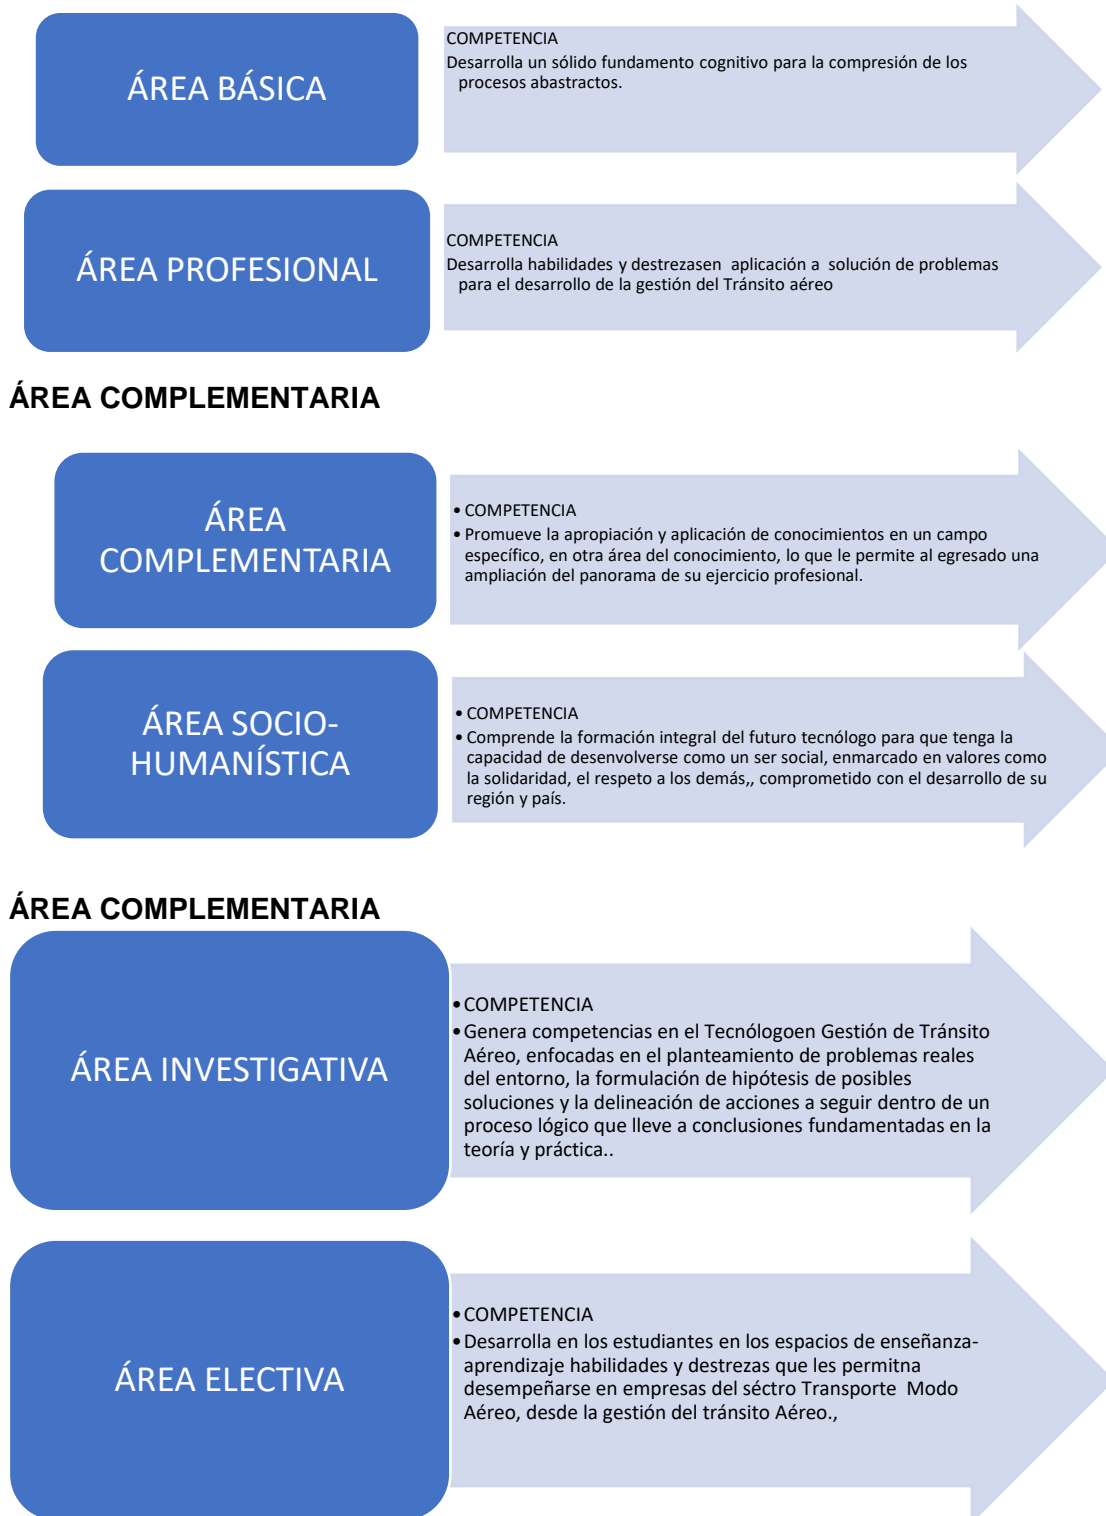 ÁREA BÁSICA
COMPETENCIA
Desarrolla un sólido fundamento cognitivo para la compresión de los
procesos abastractos.
ÁREA PROFESIONAL
COMPETENCIA
Desarrolla habilidades y destrezasen aplicación a solución de problemas
para el desarrollo de la gestión del Tránsito aéreo
ÁREA COMPLEMENTARIA
ÁREA
COMPLEMENTARIA
• COMPETENCIA
• Promueve la apropiación y aplicación de conocimientos en un campo
específico, en otra área del conocimiento, lo que le permite al egresado una
ampliación del panorama de su ejercicio profesional.
ÁREA SOCIO-
HUMANÍSTICA
• COMPETENCIA
• Comprende la formación integral del futuro tecnólogo para que tenga la
capacidad de desenvolverse como un ser social, enmarcado en valores como
la solidaridad, el respeto a los demás,, comprometido con el desarrollo de su
región y país.
ÁREA COMPLEMENTARIA
ÁREA INVESTIGATIVA
• COMPETENCIA
• Genera competencias en el Tecnólogoen Gestión de Tránsito
Aéreo, enfocadas en el planteamiento de problemas reales
del entorno, la formulación de hipótesis de posibles
soluciones y la delineación de acciones a seguir dentro de un
proceso lógico que lleve a conclusiones fundamentadas en la
teoría y práctica..
ÁREA ELECTIVA
• COMPETENCIA
• Desarrolla en los estudiantes en los espacios de enseñanza-
aprendizaje habilidades y destrezas que les permitna
desempeñarse en empresas del séctro Transporte Modo
Aéreo, desde la gestión del tránsito Aéreo.,